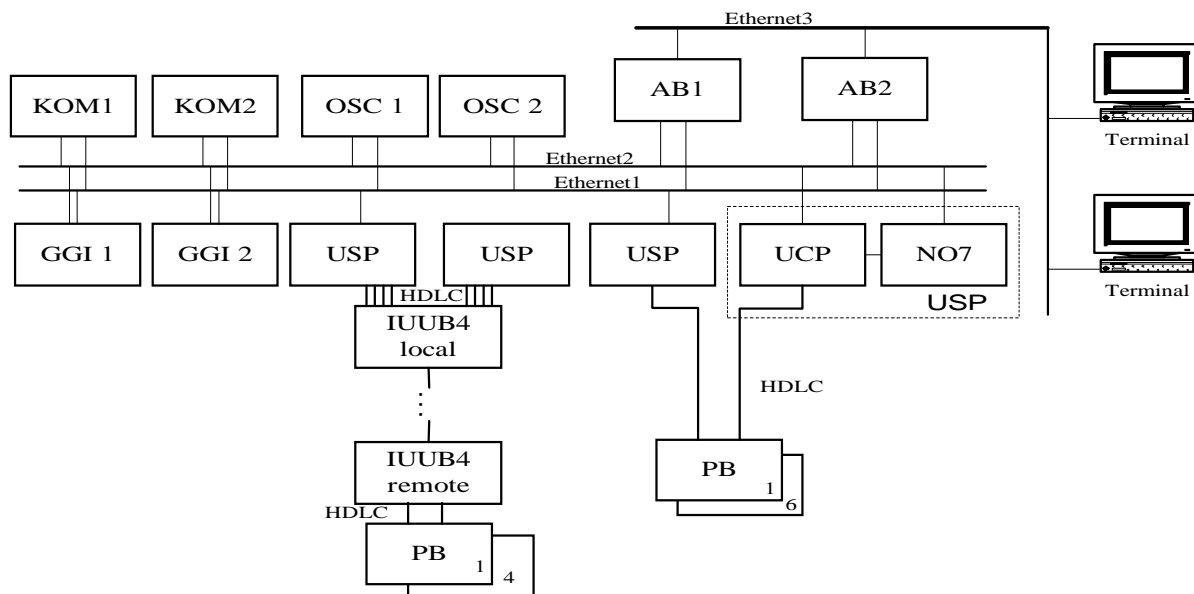 Ethernet3
KOM1
KOM2
OSC 1
OSC 2
AB1
AB2
Terminal
Ethernet2
Ethernet1
GGI 1
GGI 2
USP
USP
USP
UCP
NO7
USP
Terminal
HDLC
IUUB4
local
HDLC
IUUB4
remote
PB
1
6
HDLC
PB
1
4